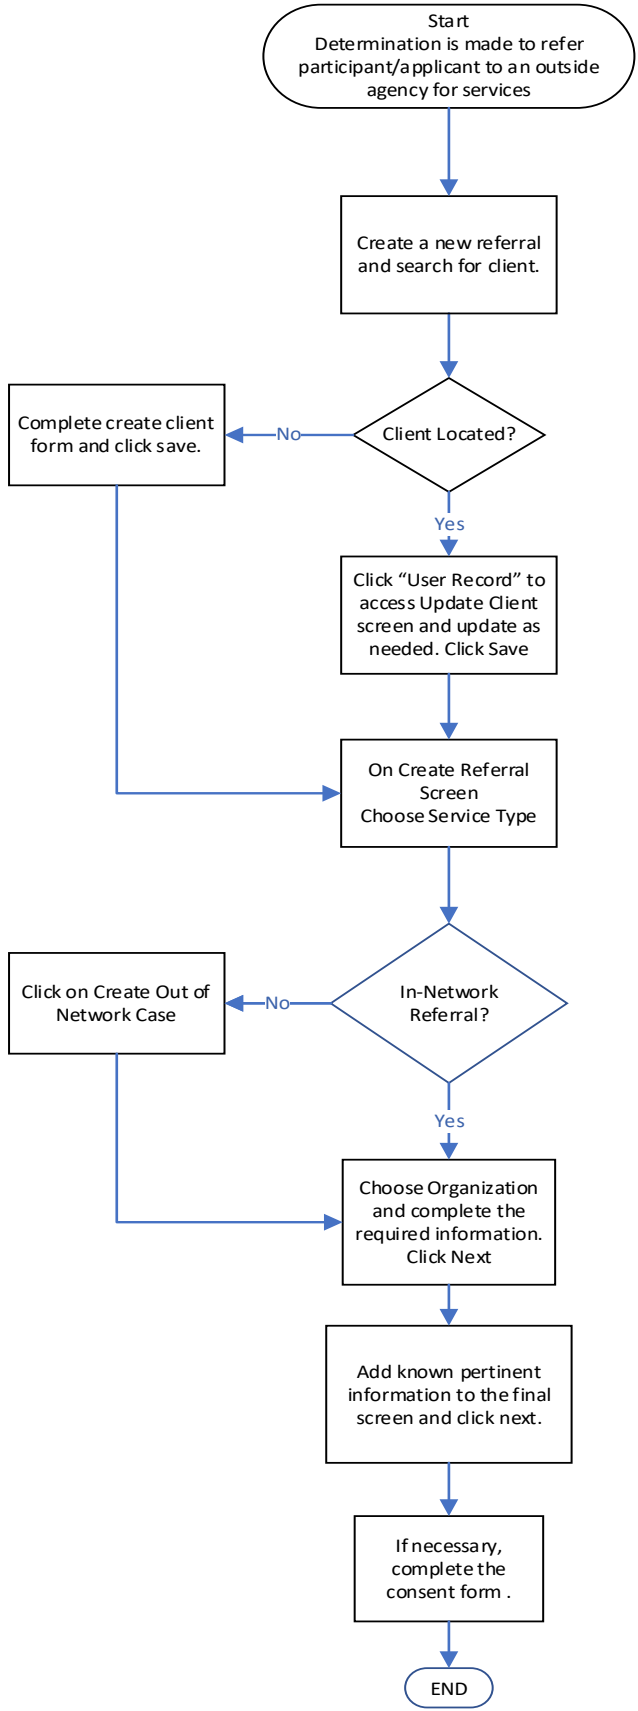 Start
Determination is made to refer
participant/applicant to an outside
agency for services
Create a new referral
and search for client.
Client Located?
No
Complete create client
form and click save.
Yes
Click “User Record” to
access Update Client
screen and update as
needed. Click Save
On Create Referral
Screen
Choose Service Type
In-Network
Referral?
No
Click on Create Out of
Network Case
Yes
Choose Organization
and complete the
required information.
Click Next
Add known pertinent
information to the final
screen and click next.
If necessary,
complete the
consent form .
END